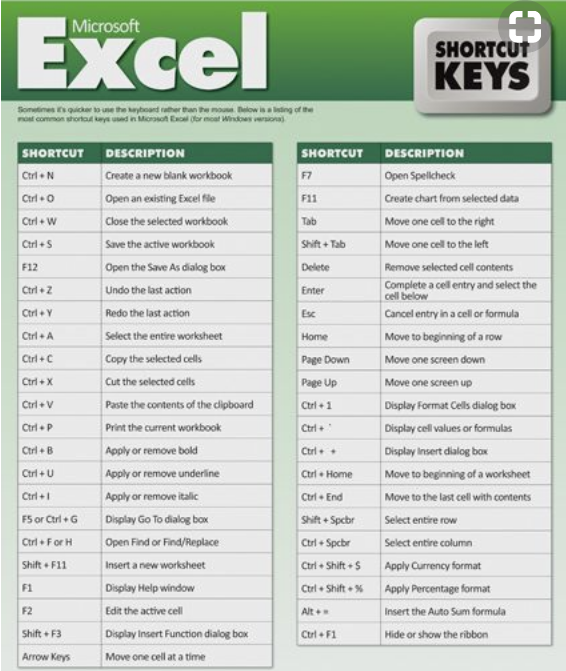 Microsoft
Excel
SHORTCUT
KEYS
Sometimes it's quicker to use the keyboard rather than the mouse. Below is a listing of the
most common shortcut keys used in Microsoft Excel (for most Windows versions).
SHORTCUT DESCRIPTION
Ctrl + N Create a new blank workbook
Ctrl + O Open an existing Excel file
Ctrl + W Close the selected workbook
Ctrl + S Save the active workbook
F12 Open the Save As dialog box
Ctrl + Z Undo the last action
Ctrl + Y Redo the last action
Ctrl + A Select the entire worksheet
Ctrl + C Copy the selected cells
Ctrl + X Cut the selected cells
Ctrl + V Paste the contents of the clipboard
Ctrl + P Print the current workbook
Ctrl + B Apply or remove bold
Ctrl + U Apply or remove underline
Ctrl + I Apply or remove italic
F5 or Ctrl + G Display Go To dialog box
Ctrl + F or H Open Find or Find/Replace
Shift + F11 Insert a new worksheet
F1 Display Help window
F2 Edit the active cell
Shift + F3 Display Insert Function dialog box
Arrow Keys Move one cell at a time
SHORTCUT DESCRIPTION
F7 Open Spellcheck
F11 Create chart from selected data
Tab Move one cell to the right
Shift + Tab Move one cell to the left
Delete Remove selected cell contents
Enter Complete a cell entry and select the
cell below
Esc Cancel entry in a cell or formula
Home Move to beginning of a row
Page Down Move one screen down
Page Up Move one screen up
Ctrl + 1 Display Format Cells dialog box
Ctrl + ` Display cell values or formulas
Ctrl + + Display Insert dialog box
Ctrl + Home Move to beginning of a worksheet
Ctrl + End Move to the last cell with contents
Shift + Spcbr Select entire row
Ctrl + Spcbr Select entire column
Ctrl + Shift + $ Apply Currency format
Ctrl + Shift + % Apply Percentage format
Alt + = Insert the Auto Sum formula
Ctrl + F1 Hide or show the ribbon